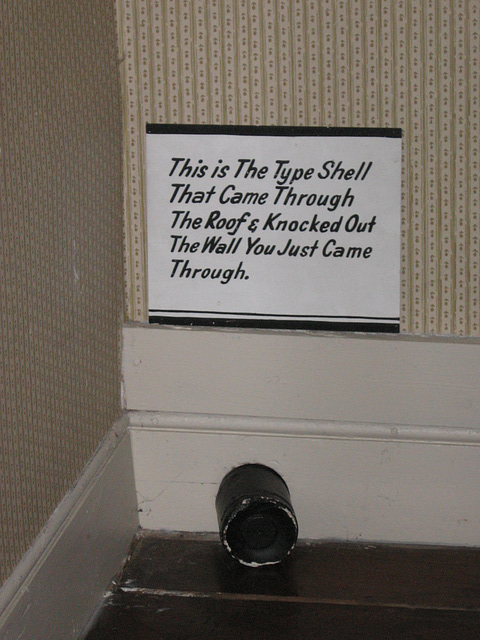 This is The Type Shell
That Came Through
The Roof & Knocked Out
The Wall You Just Came
Through.